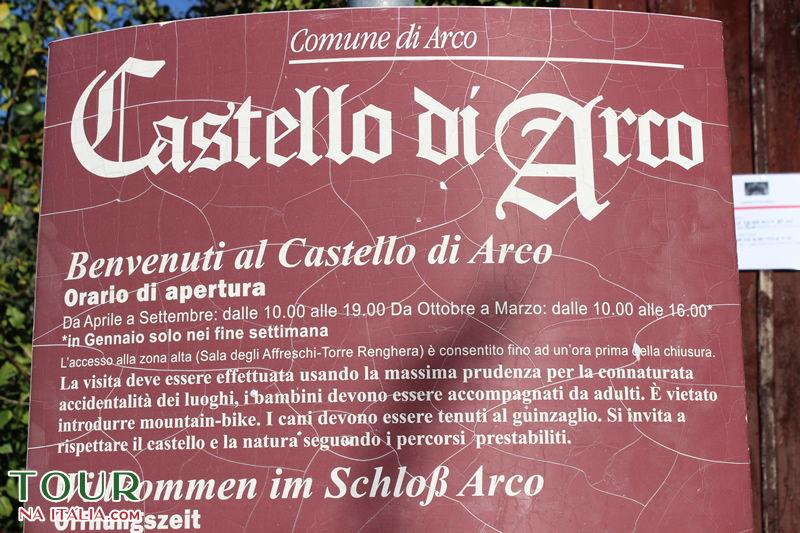 Comune di Arco
Castello di Arco
Benvenuti al Castello di Arco
Orario di apertura
Da Aprile a Settembre: dalle 10.00 alle 19.00 Da Ottobre a Marzo: dalle 10.00 alle 16.00*
*in Gennaio solo nei fine settimana
L'accesso alla zona alta (Sala degli Affreschi-Torre Renghera) è consentito fino ad un'ora prima della chiusura.
La visita deve essere effettuata usando la massima prudenza per la connaturata
accidentalità dei luoghi, i bambini devono essere accompagnati da adulti. È vietato
introdurre mountain-bike. I cani devono essere tenuti al guinzaglio. Si invita a
rispettare il castello e la natura seguendo i percorsi prestabiliti.
Willkommen im Schloß Arco
Öffnungszeit
TOUR
NA ITALIA.com